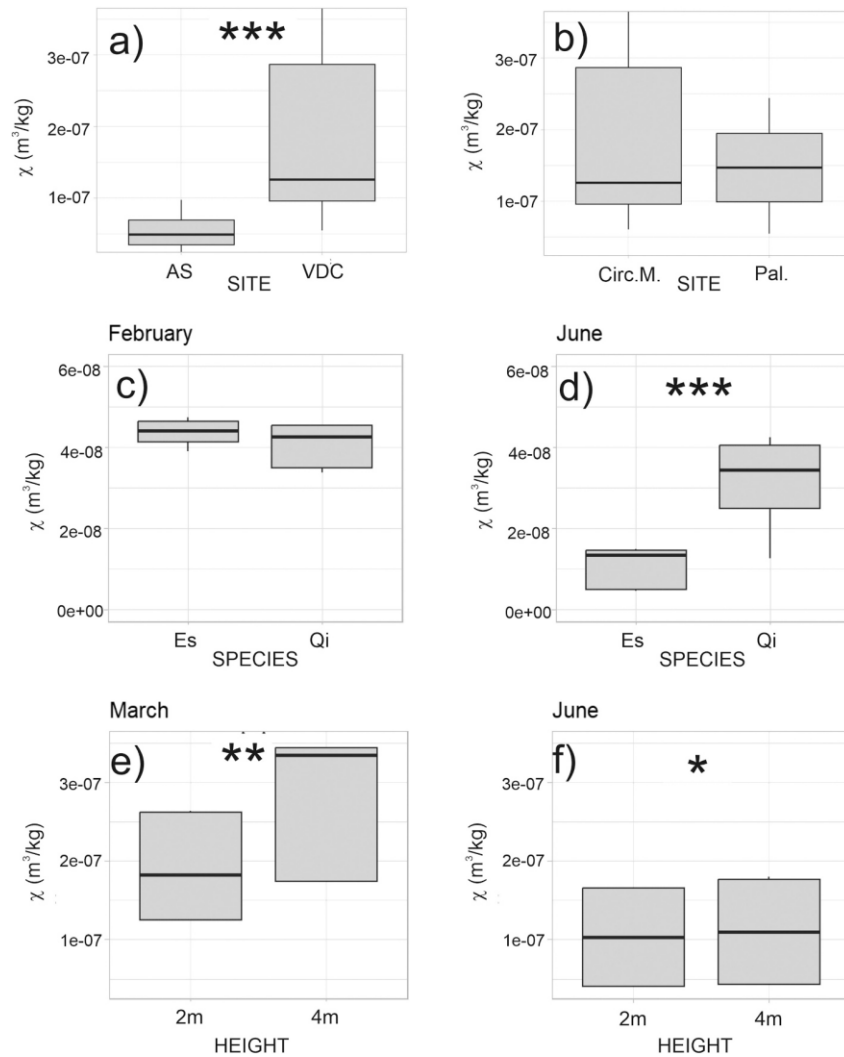 a)
***
χ (m³/kg)
3e-07
2e-07
1e-07
AS
VDC
SITE
b)
χ (m³/kg)
3e-07
2e-07
1e-07
Circ.M.
Pal.
SITE
February
c)
χ (m³/kg)
6e-08
4e-08
2e-08
0e+00
Es
Qi
SPECIES
June
d)
***
χ (m³/kg)
6e-08
4e-08
2e-08
0e+00
Es
Qi
SPECIES
March
e)
**
χ (m³/kg)
3e-07
2e-07
1e-07
2m
4m
HEIGHT
June
f)
*
χ (m³/kg)
3e-07
2e-07
1e-07
2m
4m
HEIGHT